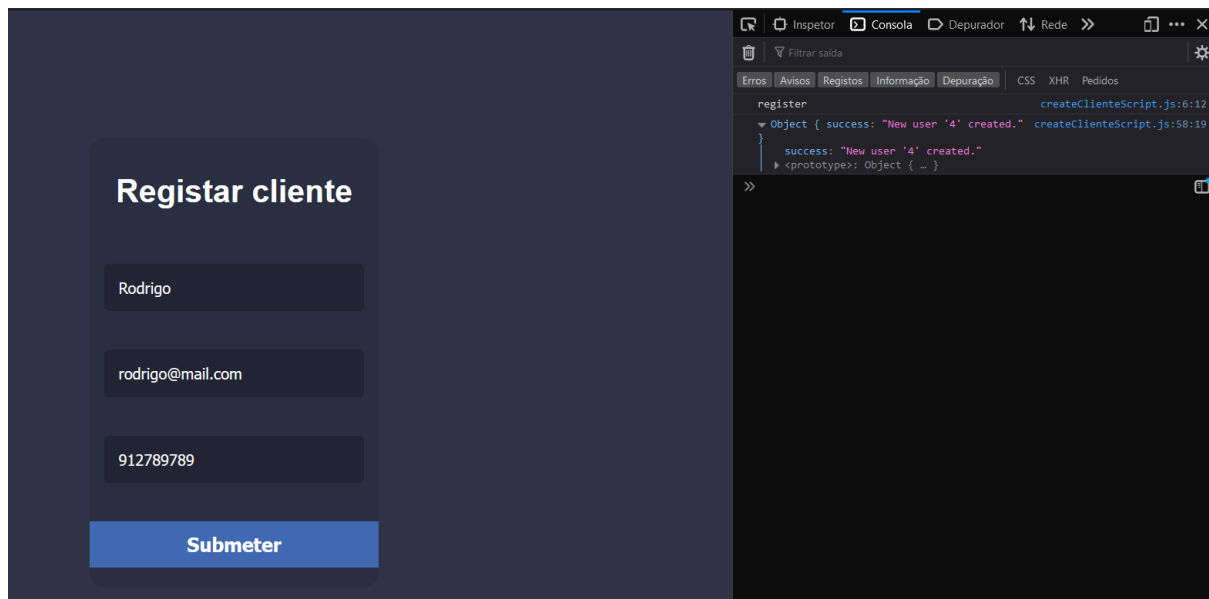 Inspetor Consola Depurador Rede
Filtrar saída
Erros Avisos Registos Informação Depuração CSS XHR Pedidos
register createClienteScript.js:6:12
Object { success: "New user '4' created." createClienteScript.js:58:19
}
success: "New user '4' created."
<prototype>: Object { … }
Registar cliente
Rodrigo
rodrigo@mail.com
912789789
Submeter